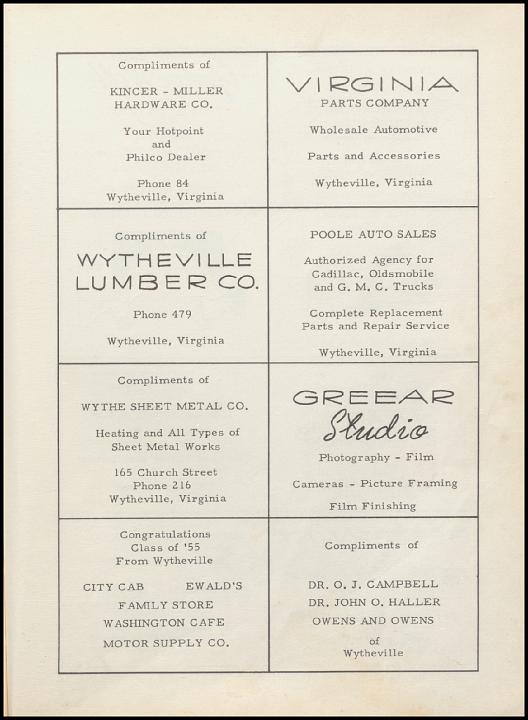 Compliments of
KINCER - MILLER
HARDWARE CO.
Your Hotpoint
and
Philco Dealer
Phone 84
Wytheville, Virginia
VIRGINIA
PARTS COMPANY
Wholesale Automotive
Parts and Accessories
Wytheville, Virginia
Compliments of
WYTHEVILLE
LUMBER CO.
Phone 479
Wytheville, Virginia
POOLE AUTO SALES
Authorized Agency for
Cadillac, Oldsmobile
and G. M. C. Trucks
Complete Replacement
Parts and Repair Service
Wytheville, Virginia
Compliments of
WYTHE SHEET METAL CO.
Heating and All Types of
Sheet Metal Works
165 Church Street
Phone 216
Wytheville, Virginia
GREEAR
Studio
Photography - Film
Cameras - Picture Framing
Film Finishing
Congratulations
Class of '55
From Wytheville
CITY CAB EWALD'S
FAMILY STORE
WASHINGTON CAFE
MOTOR SUPPLY CO.
Compliments of
DR. O. J. CAMPBELL
DR. JOHN O. HALLER
OWENS AND OWENS
of
Wytheville